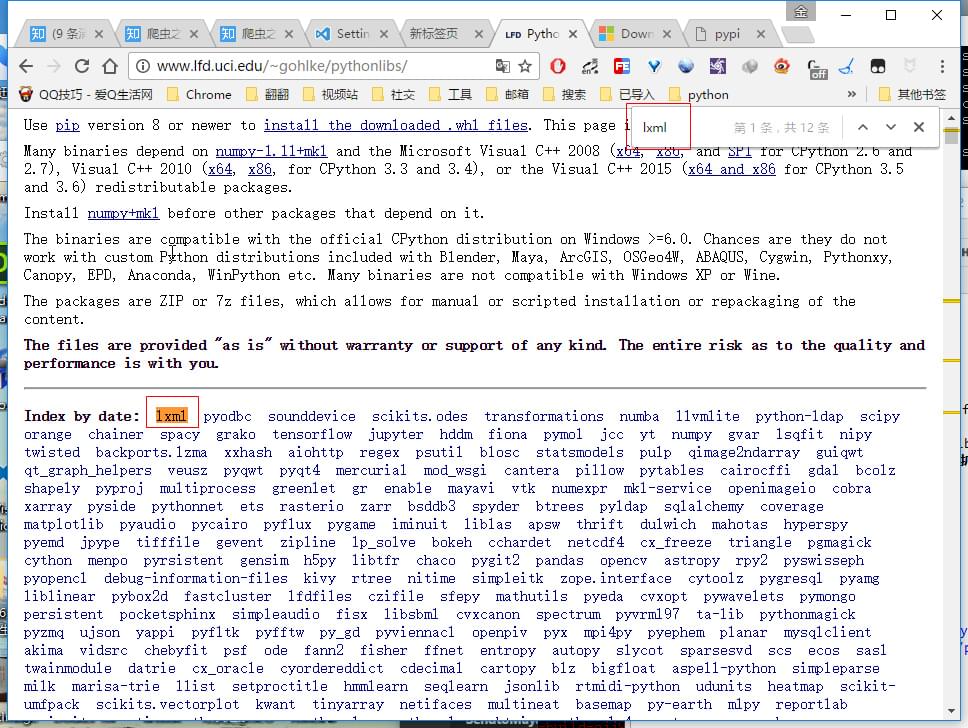 金
(9 条消
爬虫之
爬虫之
Settin
新标签页
LFD Pytho
Down
pypi
www.lfd.uci.edu/~gohlke/pythonlibs/
off
QQ技巧 - 爱Q生活网 Chrome 翻翻 视频站 社交 工具 邮箱 搜索 已导入 python » 其他书签
lxml 第 1 条，共 12 条
Use pip version 8 or newer to install the downloaded .whl files. This page i
Many binaries depend on numpy-1.11+mkl and the Microsoft Visual C++ 2008 (x64, x86, and SP1 for CPython 2.6 and
2.7), Visual C++ 2010 (x64, x86, for CPython 3.3 and 3.4), or the Visual C++ 2015 (x64 and x86 for CPython 3.5
and 3.6) redistributable packages.
Install numpy+mkl before other packages that depend on it.
The binaries are compatible with the official CPython distribution on Windows >=6.0. Chances are they do not
work with custom Python distributions included with Blender, Maya, ArcGIS, OSGeo4W, ABAQUS, Cygwin, Pythonxy,
Canopy, EPD, Anaconda, WinPython etc. Many binaries are not compatible with Windows XP or Wine.
The packages are ZIP or 7z files, which allows for manual or scripted installation or repackaging of the
content.
The files are provided "as is" without warranty or support of any kind. The entire risk as to the quality and
performance is with you.
Index by date: lxml pyodbc sounddevice scikits.odes transformations numba llvmlite python-ldap scipy
orange chainer spacy grako tensorflow jupyter hddm fiona pymol jcc yt numpy gvar lsqfit nipy
twisted backports.lzma xxhash aiohttp regex psutil blosc statsmodels pulp qimage2ndarray guiqwt
qt_graph_helpers veusz pyqwt pyqt4 mercurial mod_wsgi cantera pillow pytables cairocffi gdal bcolz
shapely pyproj multiprocess greenlet gr enable mayavi vtk numexpr mkl-service openimageio cobra
xarray pyside pythonnet ets rasterio zarr bsddb3 spyder btrees pyldap sqlalchemy coverage
matplotlib pyaudio pycairo pyflux pygame iminuit liblas apsw thrift dulwich mahotas hyperspy
pyemd jpype tifffile gevent zipline lp_solve bokeh cchardet netcdf4 cx_freeze triangle pgmagick
cython menpo pyrsistent gensim h5py libtfr chaco pygit2 pandas opencv astropy rpy2 pyswisseph
pyopencl debug-information-files kivy rtree nitime simpleitk zope.interface cytoolz pygresql pyamg
liblinear pybox2d fastcluster lfdfiles czifile sfepy mathutils pyeda cvxopt pywavelets pymongo
persistent pocketsphinx simpleaudio fisx libsbml cvxcanon spectrum pyvrml97 ta-lib pythonmagick
pyzmq ujson yappi pyfltk pyfftw py_gd pyviennacl openpiv pyx mpi4py pyephem planar mysqlclient
akima vidsrc chebyfit psf ode fann2 fisher ffnet entropy autopy slycot sparsesvd scs ecos sasl
twainmodule datrie cx_oracle cyordereddict cdecimal cartopy blz bigfloat aspell-python simpleparse
milk marisa-trie llist setproctitle hmmlearn seqlearn jsonlib rtmidi-python udunits heatmap scikit-
umfpack scikits.vectorplot kwant tinyarray netifaces multineat basemap py-earth mlpy reportlab